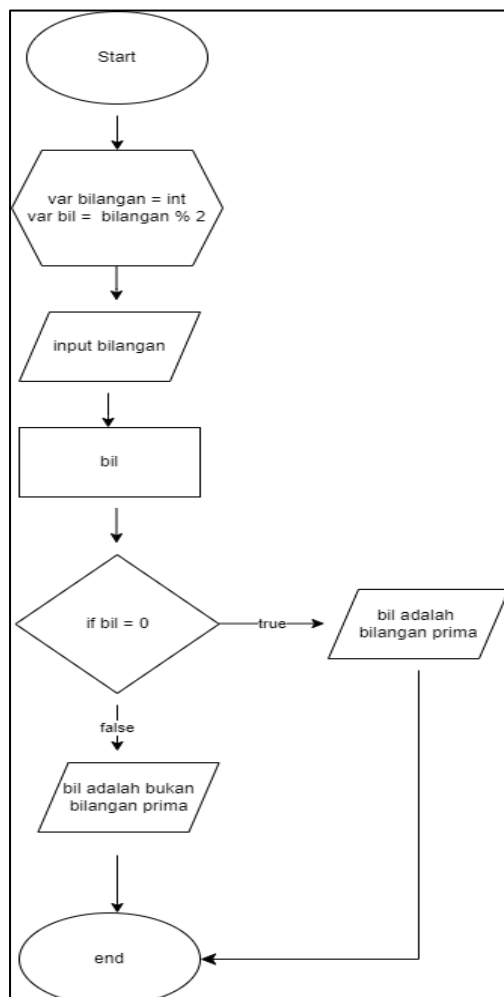 Start
var bilangan = int
var bil = bilangan % 2
input bilangan
bil
if bil = 0
true
bil adalah
bilangan prima
false
bil adalah bukan
bilangan prima
end